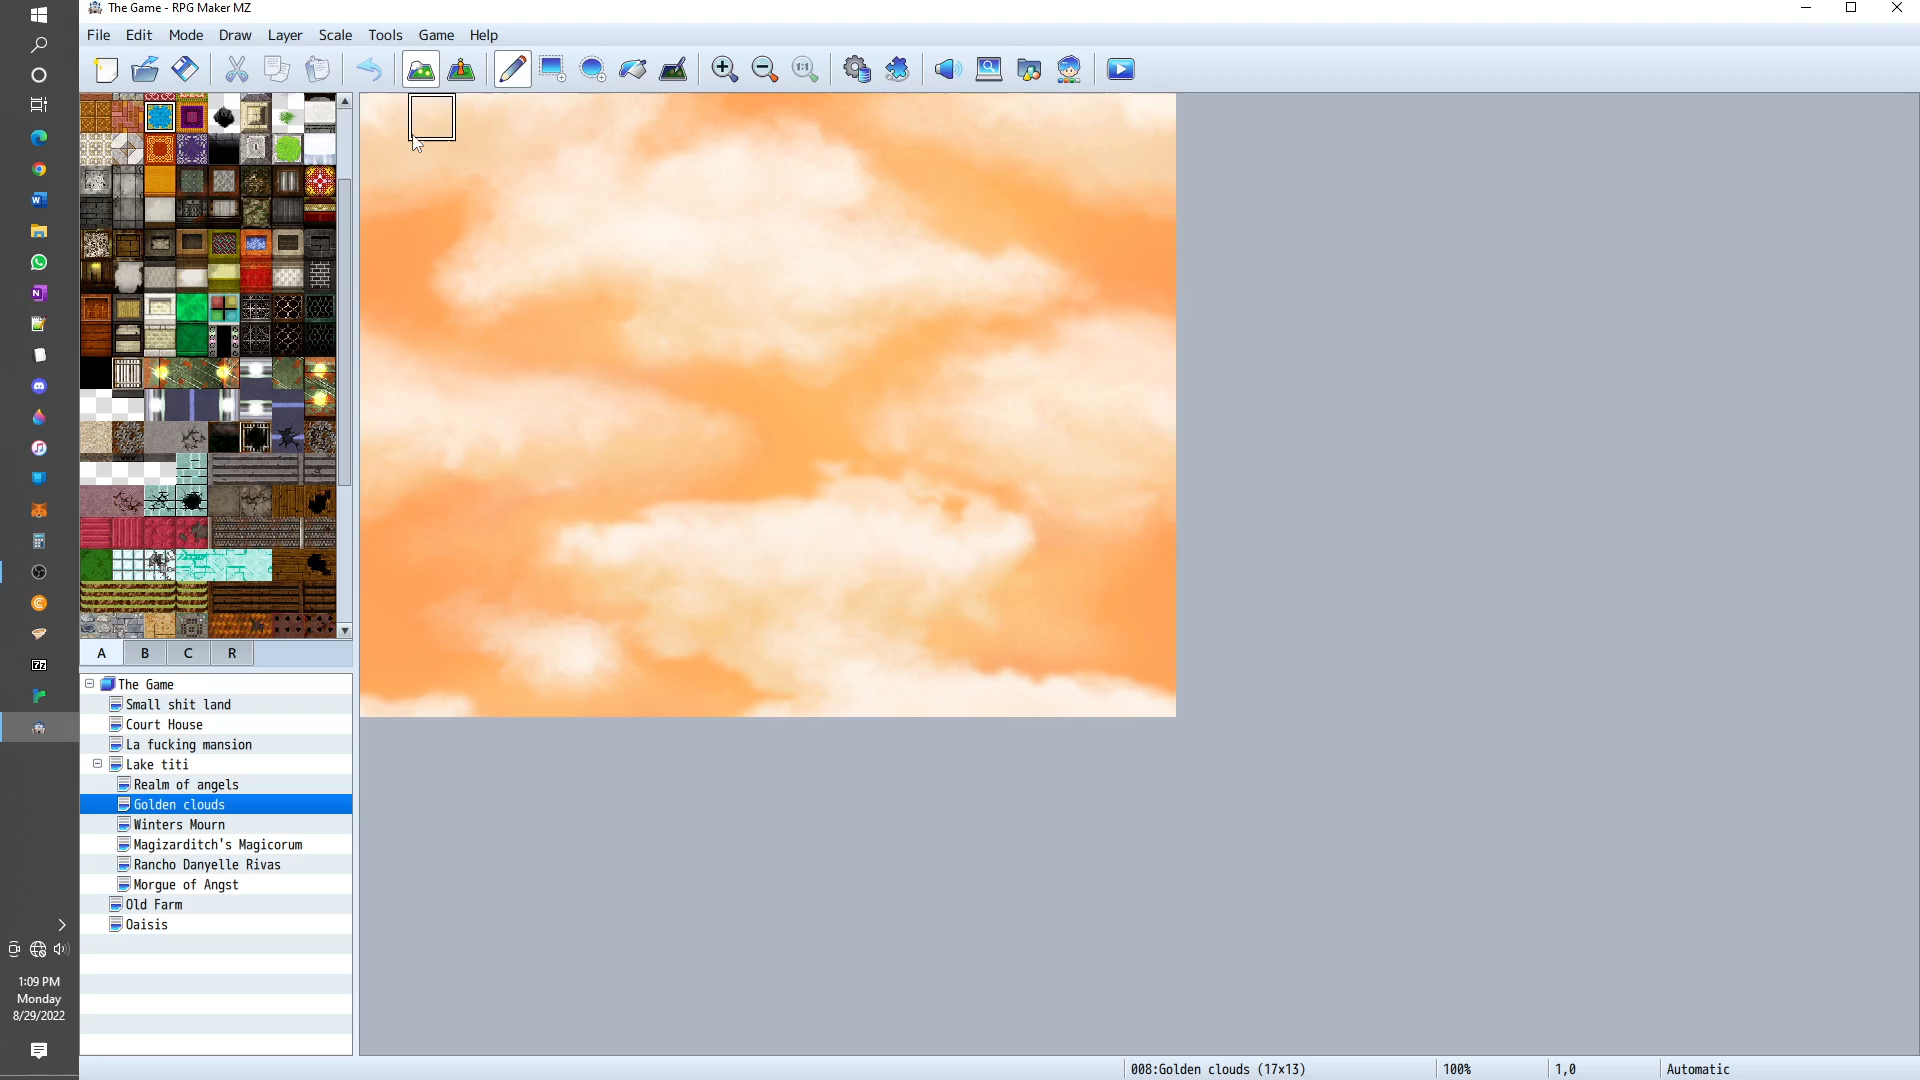 The Game - RPG Maker MZ
File Edit Mode Draw Layer Scale Tools Game Help
1:1
A B C R
The Game
Small shit land
Court House
La fucking mansion
Lake titi
Realm of angels
Golden clouds
Winters Mourn
Magizarditch's Magicorum
Rancho Danyelle Rivas
Morgue of Angst
Old Farm
Oaisis
1:09 PM
Monday
8/29/2022
008:Golden clouds (17x13) 100% 1,0 Automatic